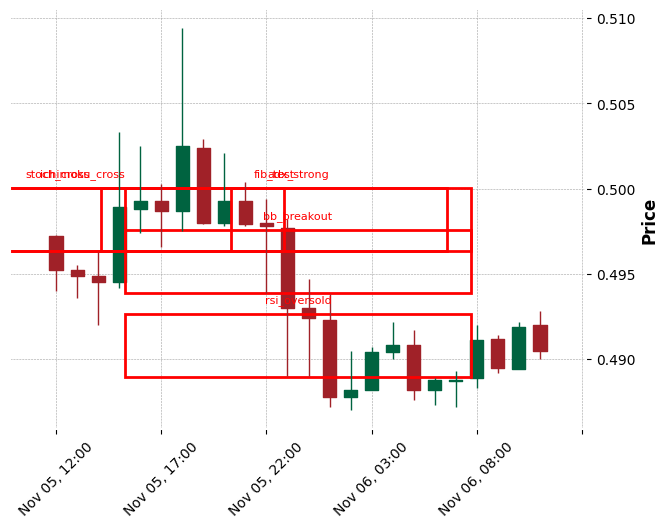 0.510
0.505
0.500
0.495
0.490
Price
bb_breakout
Nov 05, 12:00
Nov 05, 17:00
Nov 05, 22:00
Nov 06, 03:00
Nov 06, 08:00